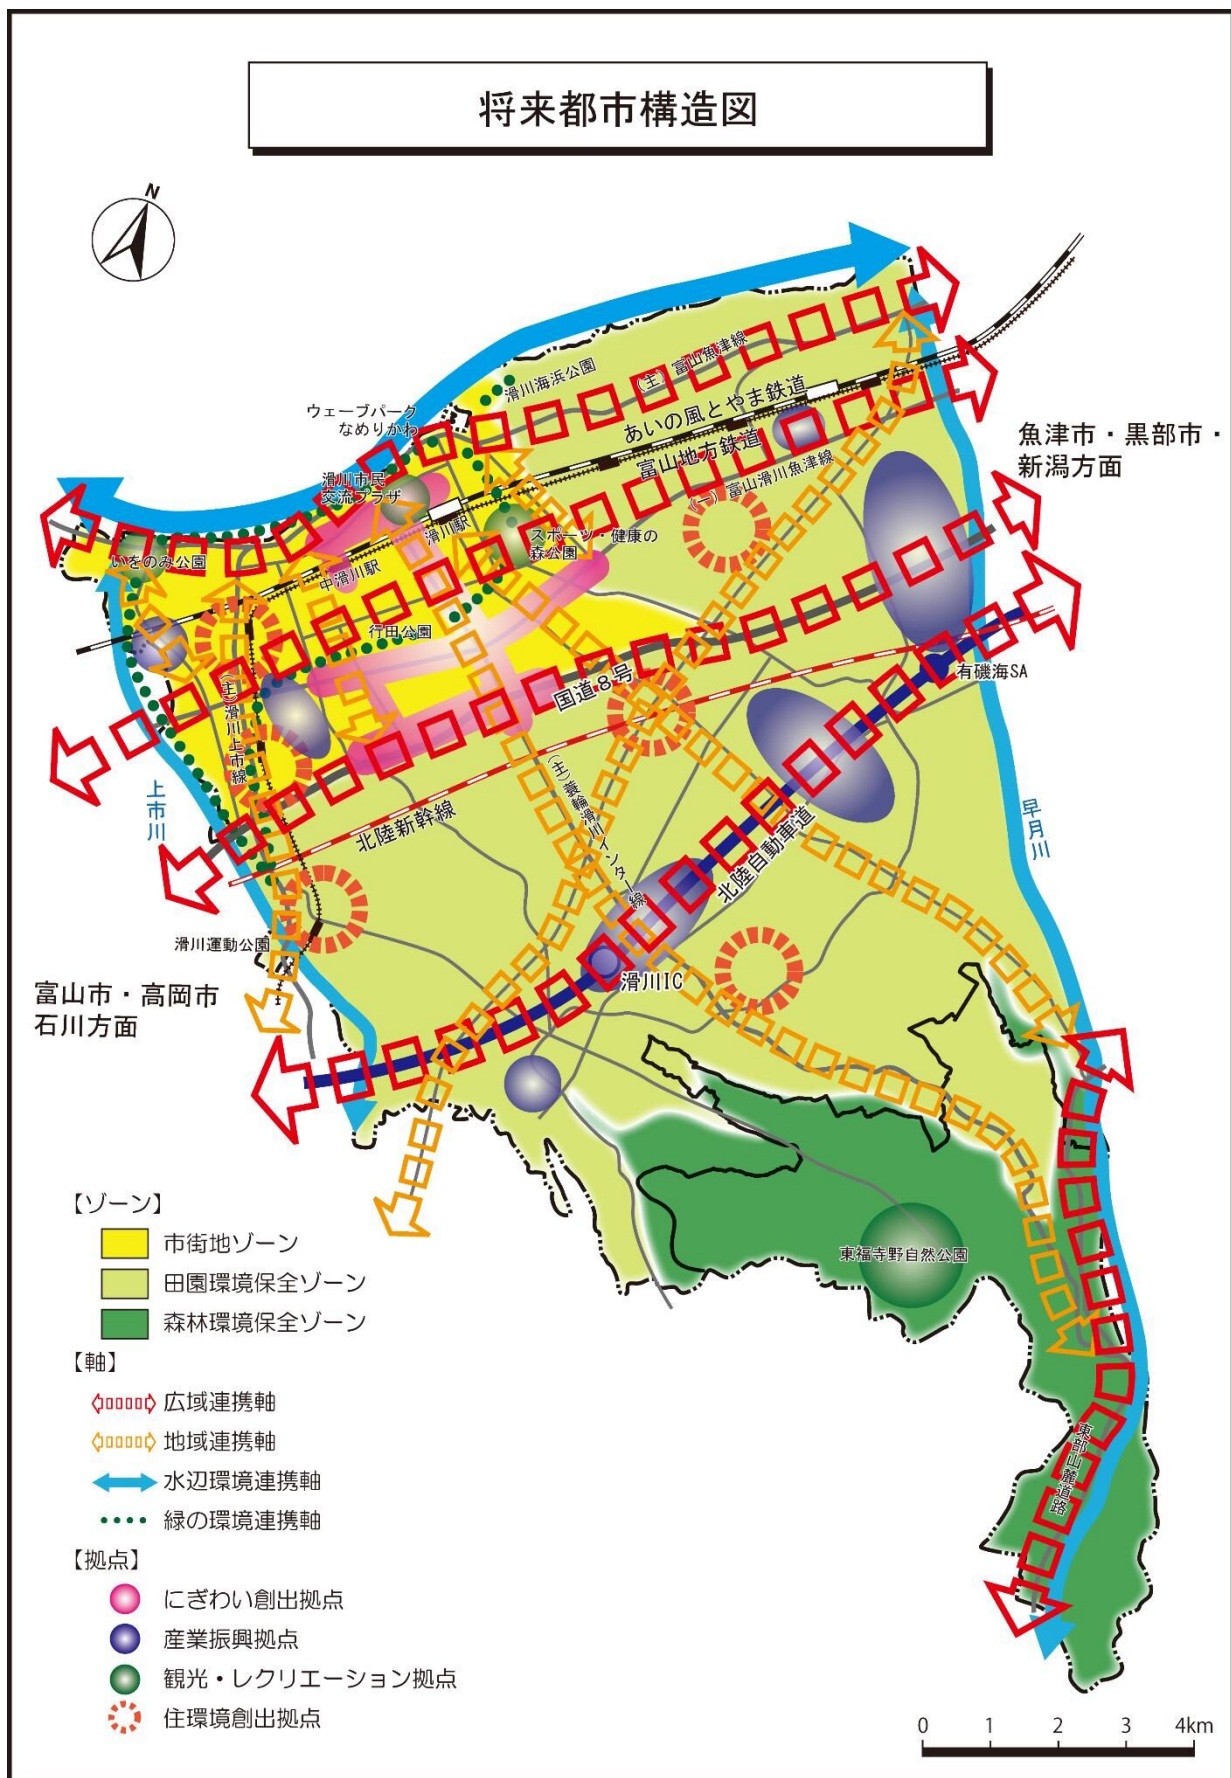 将来都市構造図
N
(主)富山魚津線
滑川海浜公園
あいの風とやま鉄道
ウェーブパーク
なめりかわ
富山地方鉄道
魚津市・黒部市・
新潟方面
滑川市民
交流プラザ
(一)富山滑川魚津線
滑川駅
スポーツ・健康の
森公園
いをのみ公園
中滑川駅
行田公園
有磯海SA
国道8号
(主)滑川上市線
上市川
(主)蓑輪滑川インター線
北陸新幹線
早月川
北陸自動車道
滑川運動公園
滑川IC
富山市・高岡市
石川方面
東福寺野自然公園
東部山麓道路
【ゾーン】
市街地ゾーン
田園環境保全ゾーン
森林環境保全ゾーン
【軸】
広域連携軸
地域連携軸
水辺環境連携軸
緑の環境連携軸
【拠点】
にぎわい創出拠点
産業振興拠点
観光・レクリエーション拠点
住環境創出拠点
0 1 2 3 4km